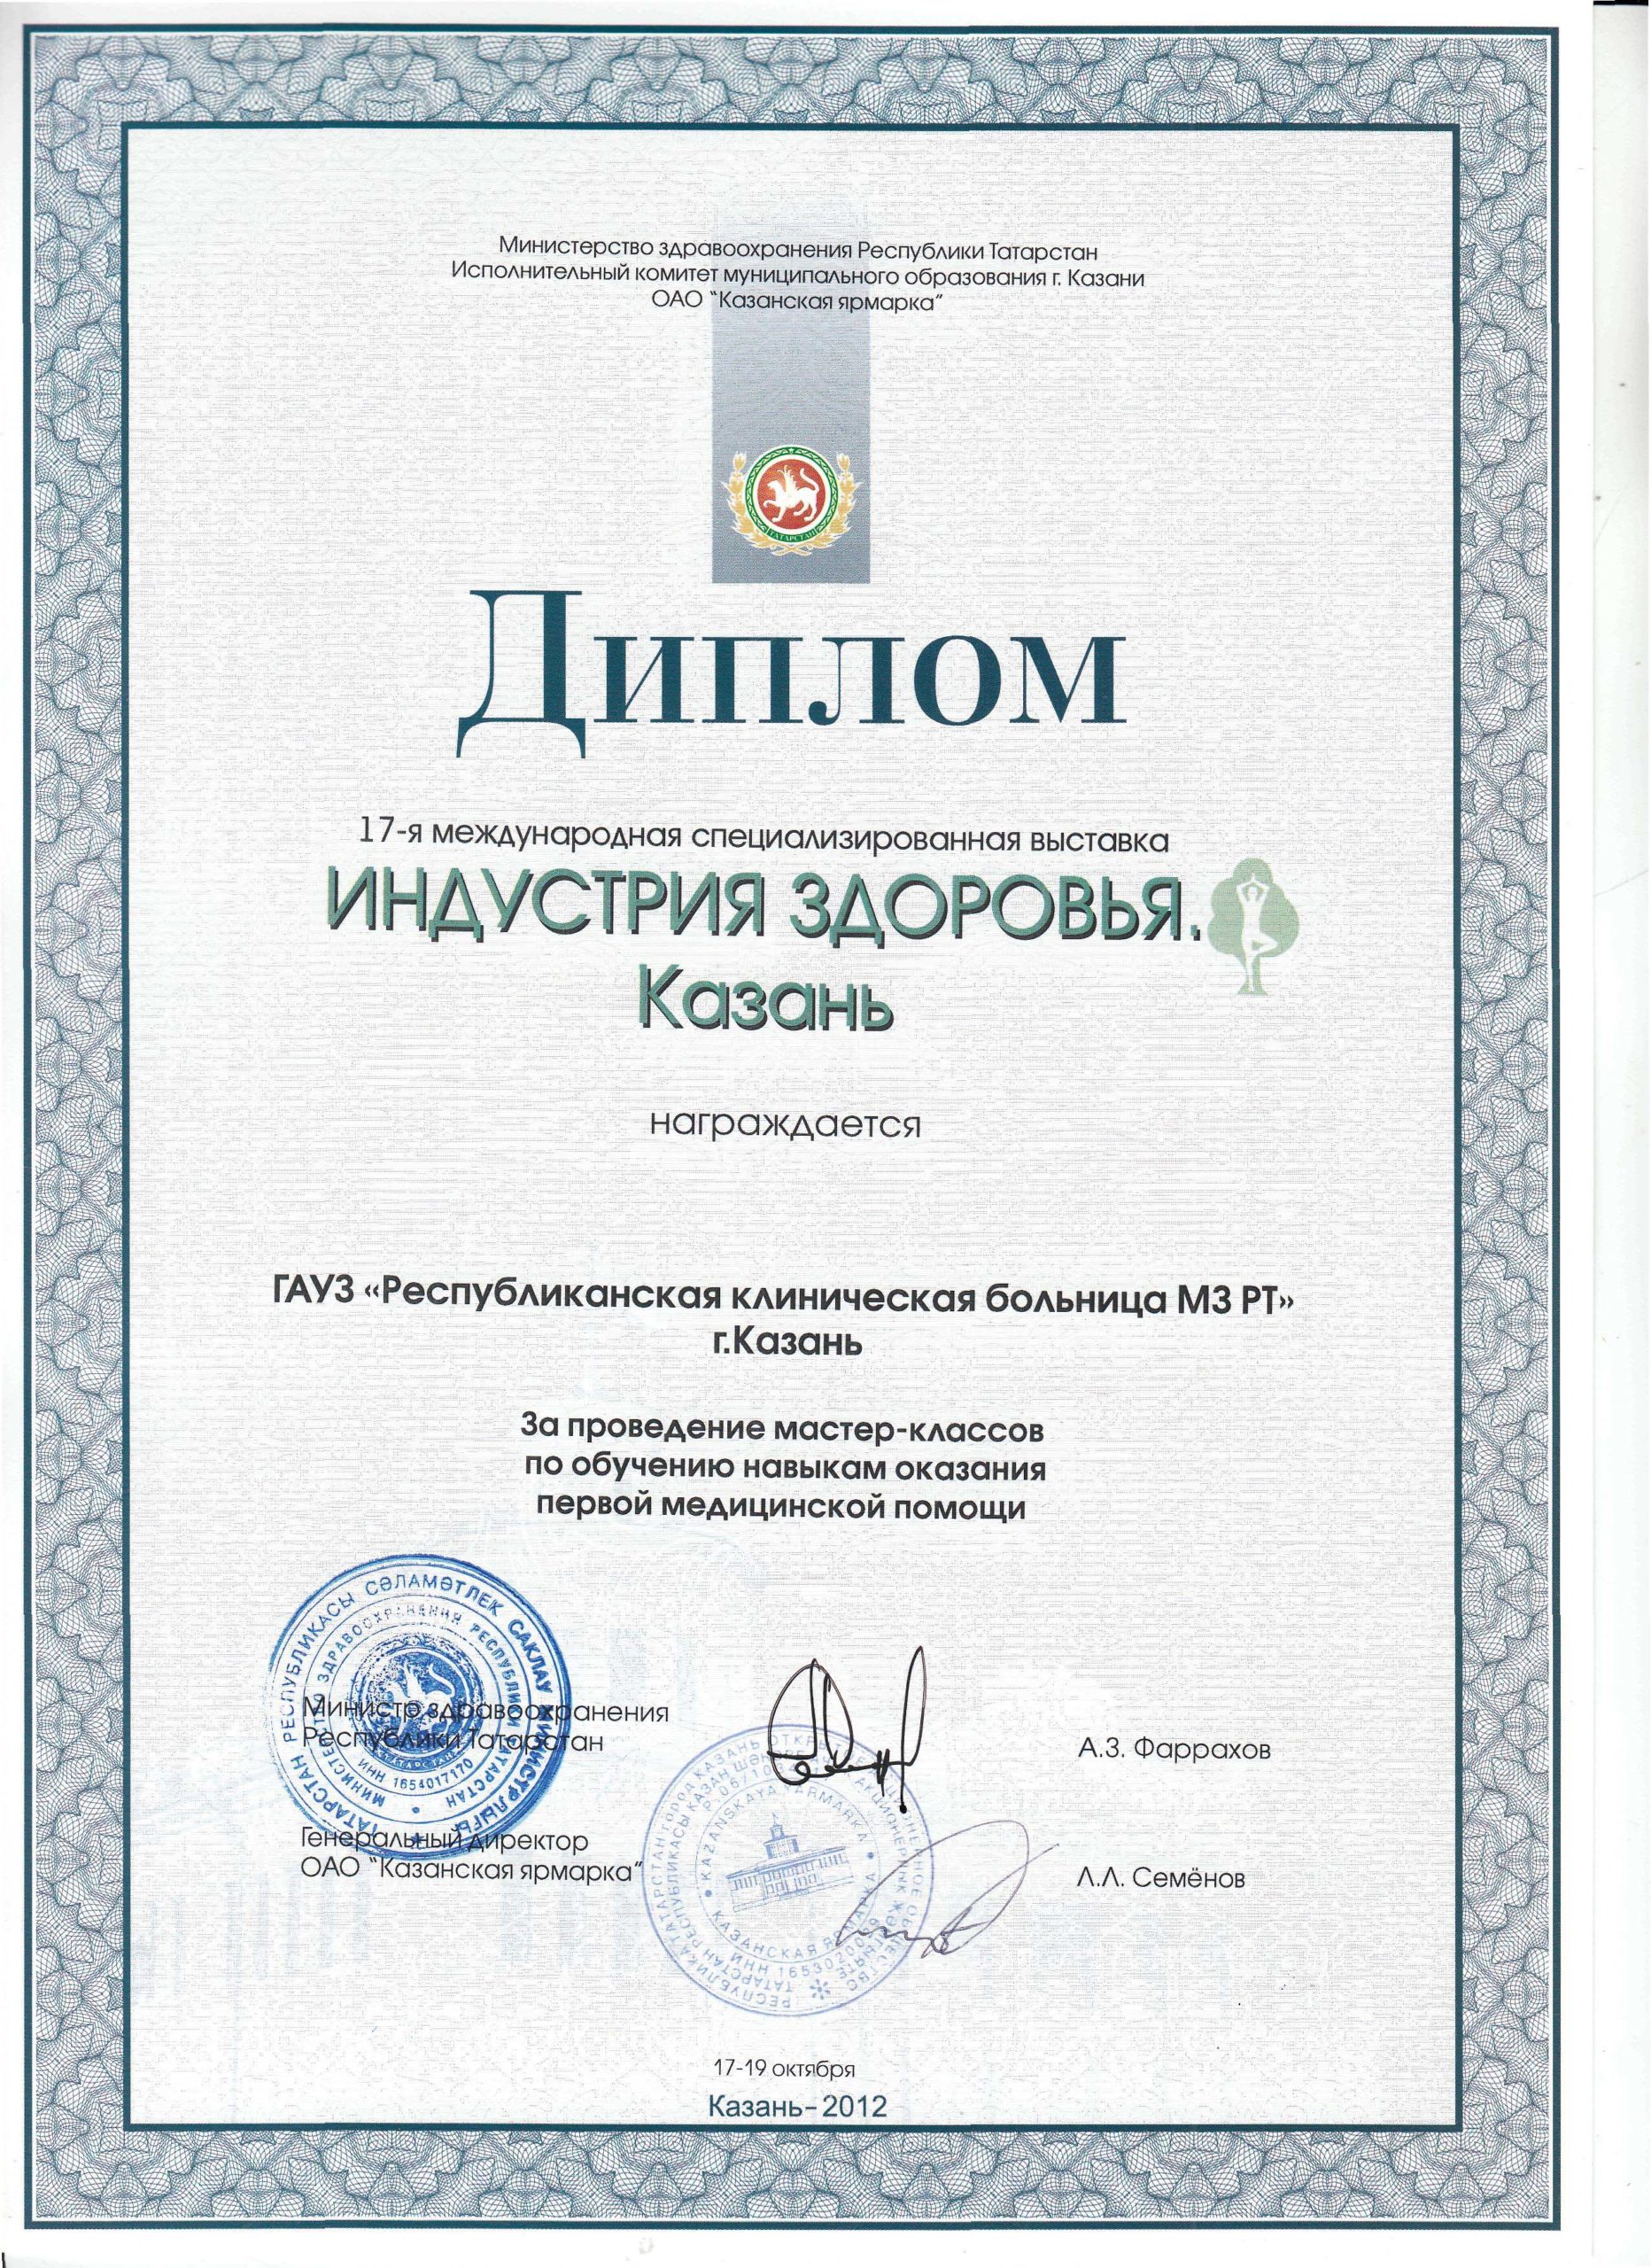 Министерство здравоохранения Республики Татарстан
Исполнительный комитет муниципального образования г. Казани
ОАО "Казанская ярмарка"
ТАТАРСТАН
Диплом
17-я международная специализированная выставка
ИНДУСТРИЯ ЗДОРОВЬЯ.
Казань
награждается
ГАУЗ «Республиканская клиническая больница МЗ РТ»
г.Казань
За проведение мастер-классов
по обучению навыкам оказания
первой медицинской помощи
ТАТАРСТАН РЕСПУБЛИКАСЫ СӘЛАМӘТЛЕК САКЛАУ МИНИСТРЛЫГЫ
МИНИСТЕРСТВО ЗДРАВООХРАНЕНИЯ РЕСПУБЛИКИ ТАТАРСТАН
ИНН 1654017170
Министр здравоохранения
Республики Татарстан
А.З. Фаррахов
Генеральный директор
ОАО "Казанская ярмарка"
Л.Л. Семёнов
KAZANSKAYA YARMARKA
КАЗАНСКАЯ ЯРМАРКА
17-19 октября
Казань-2012